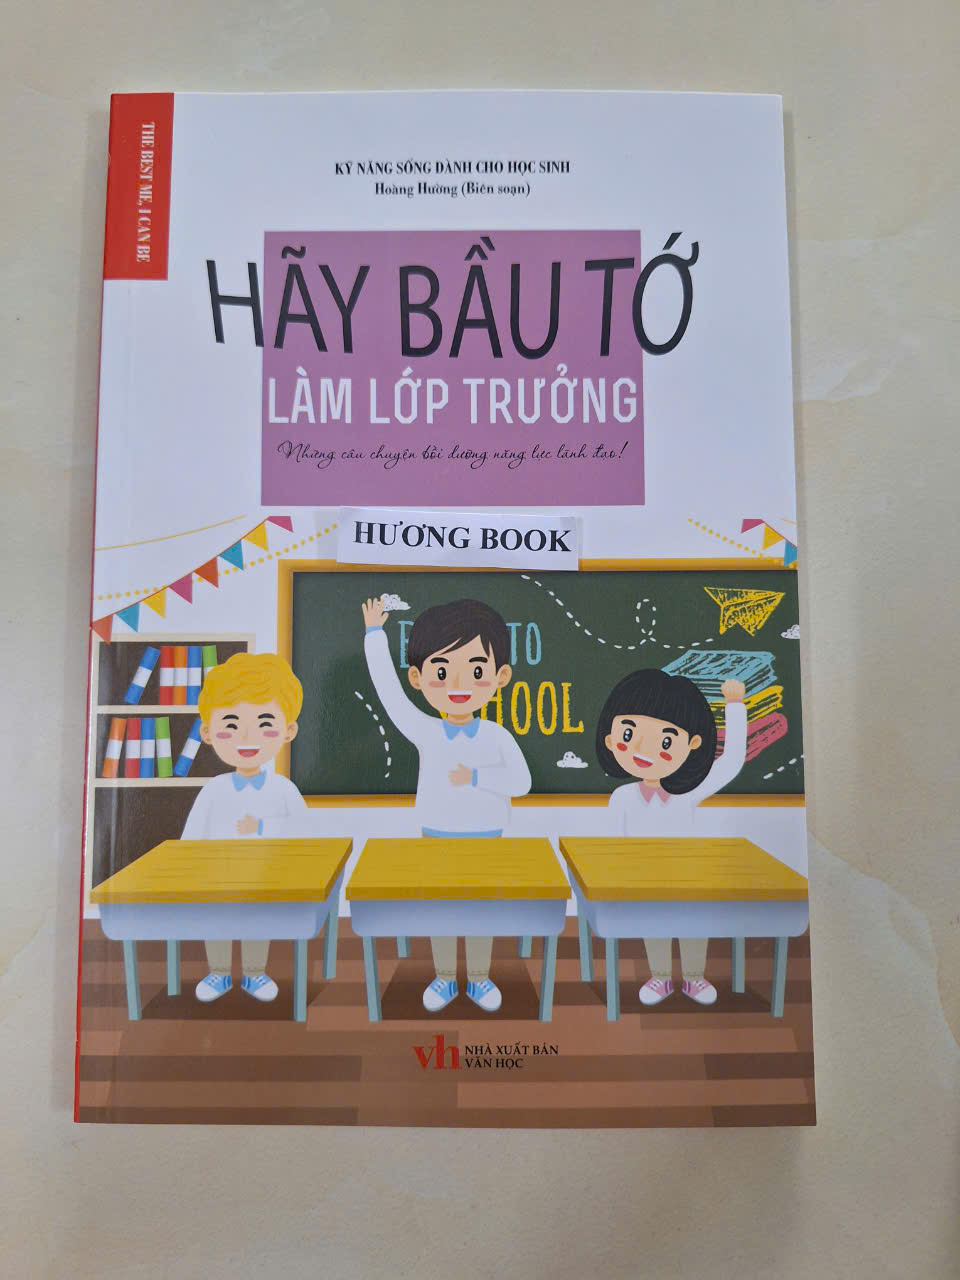 THE BEST ME, I CAN BE
KỸ NĂNG SỐNG DÀNH CHO HỌC SINH
Hoàng Hường (Biên soạn)
HÃY BẦU TỚ
LÀM LỚP TRƯỞNG
Những câu chuyện bồi dưỡng năng lực lãnh đạo!
HƯƠNG BOOK
TO
HOOL
vh NHÀ XUẤT BẢN
VĂN HỌC